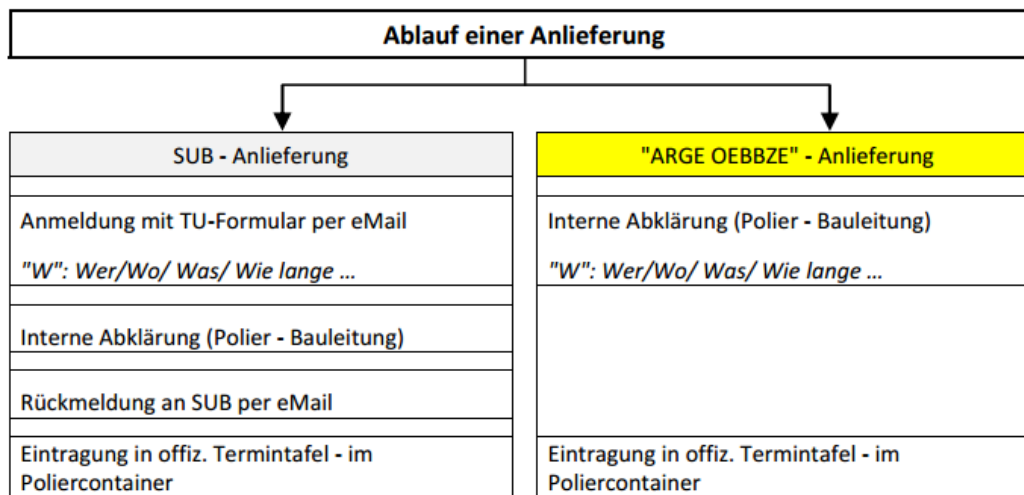 Ablauf einer Anlieferung
SUB - Anlieferung
Anmeldung mit TU-Formular per eMail
"W": Wer/Wo/ Was/ Wie lange ...
Interne Abklärung (Polier - Bauleitung)
Rückmeldung an SUB per eMail
Eintragung in offiz. Termintafel - im
Poliercontainer
"ARGE OEBBZE" - Anlieferung
Interne Abklärung (Polier - Bauleitung)
"W": Wer/Wo/ Was/ Wie lange ...
Eintragung in offiz. Termintafel - im
Poliercontainer